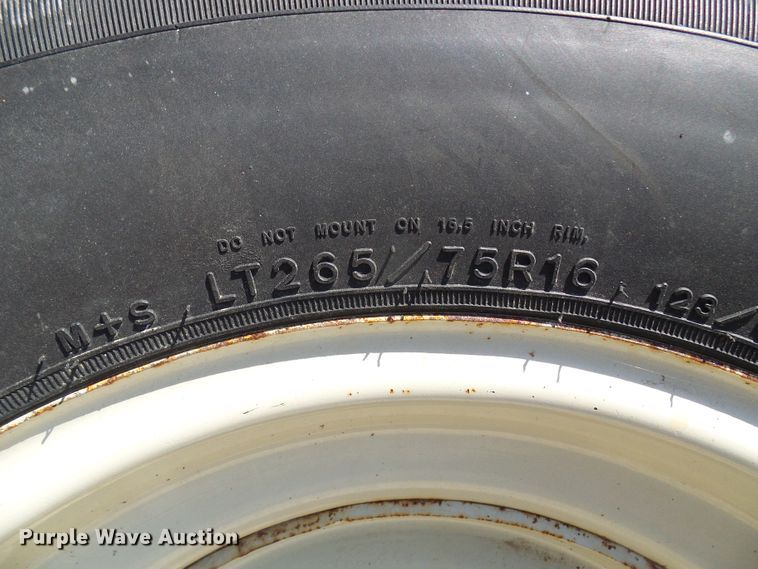 DO NOT MOUNT ON 16.5 INCH RIM.
M+S LT265/75R16 123/
Purple Wave Auction